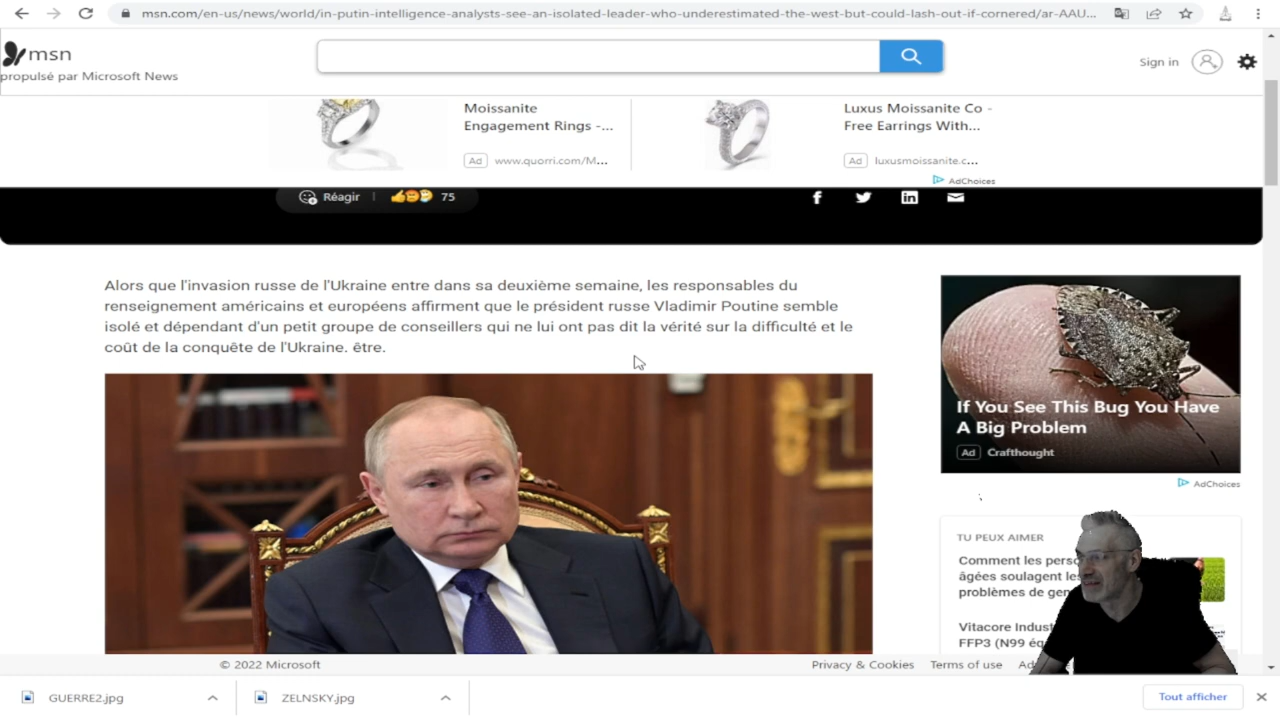 msn.com/en-us/news/world/in-putin-intelligence-analysts-see-an-isolated-leader-who-underestimated-the-west-but-could-lash-out-if-cornered/ar-AAU...
msn
propulsé par Microsoft News
Sign in
Moissanite
Engagement Rings -...
Ad www.quorri.com/M...
Luxus Moissanite Co -
Free Earrings With...
Ad luxusmoissanite.c...
AdChoices
Réagir | 75
Alors que l'invasion russe de l'Ukraine entre dans sa deuxième semaine, les responsables du
renseignement américains et européens affirment que le président russe Vladimir Poutine semble
isolé et dépendant d'un petit groupe de conseillers qui ne lui ont pas dit la vérité sur la difficulté et le
coût de la conquête de l'Ukraine. être.
If You See This Bug You Have
A Big Problem
Ad Crafthought
AdChoices
TU PEUX AIMER
Comment les
âgées soulagent
problèmes de
Vitacore
FFP3 (N99
© 2022 Microsoft
Privacy & Cookies
Terms of use
GUERRE2.jpg
ZELNSKY.jpg
Tout afficher